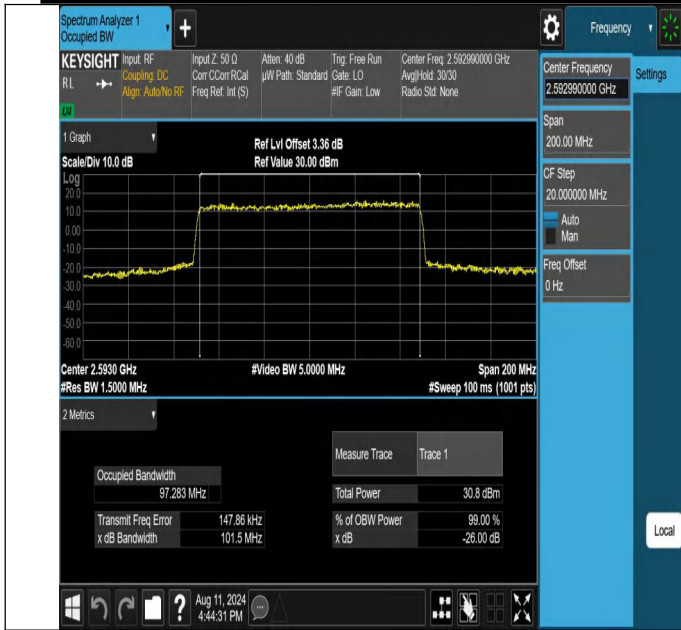 Spectrum Analyzer 1
Occupied BW
+
Frequency
KEYSIGHT
RL
LXI
Input: RF
Coupling: DC
Align: Auto/No RF
Input Z: 50 Ω
Corr CCorr RCal
Freq Ref: Int (S)
Atten: 40 dB
µW Path: Standard
Trig: Free Run
Gate: LO
#IF Gain: Low
Center Freq: 2.592990000 GHz
Avg|Hold: 30/30
Radio Std: None
Center Frequency
2.592990000 GHz
Settings
Span
200.00 MHz
CF Step
20.000000 MHz
Auto
Man
Freq Offset
0 Hz
Local
1 Graph
Scale/Div 10.0 dB
Ref Lvl Offset 3.36 dB
Ref Value 30.00 dBm
Log
20.0
10.0
0.00
-10.0
-20.0
-30.0
-40.0
-50.0
-60.0
Center 2.5930 GHz
#Video BW 5.0000 MHz
Span 200 MHz
#Res BW 1.5000 MHz
#Sweep 100 ms (1001 pts)
2 Metrics
Measure Trace Trace 1
Occupied Bandwidth
97.283 MHz
Total Power 30.8 dBm
Transmit Freq Error 147.86 kHz
% of OBW Power 99.00 %
x dB Bandwidth 101.5 MHz
x dB -26.00 dB
?
Aug 11, 2024
4:44:31 PM